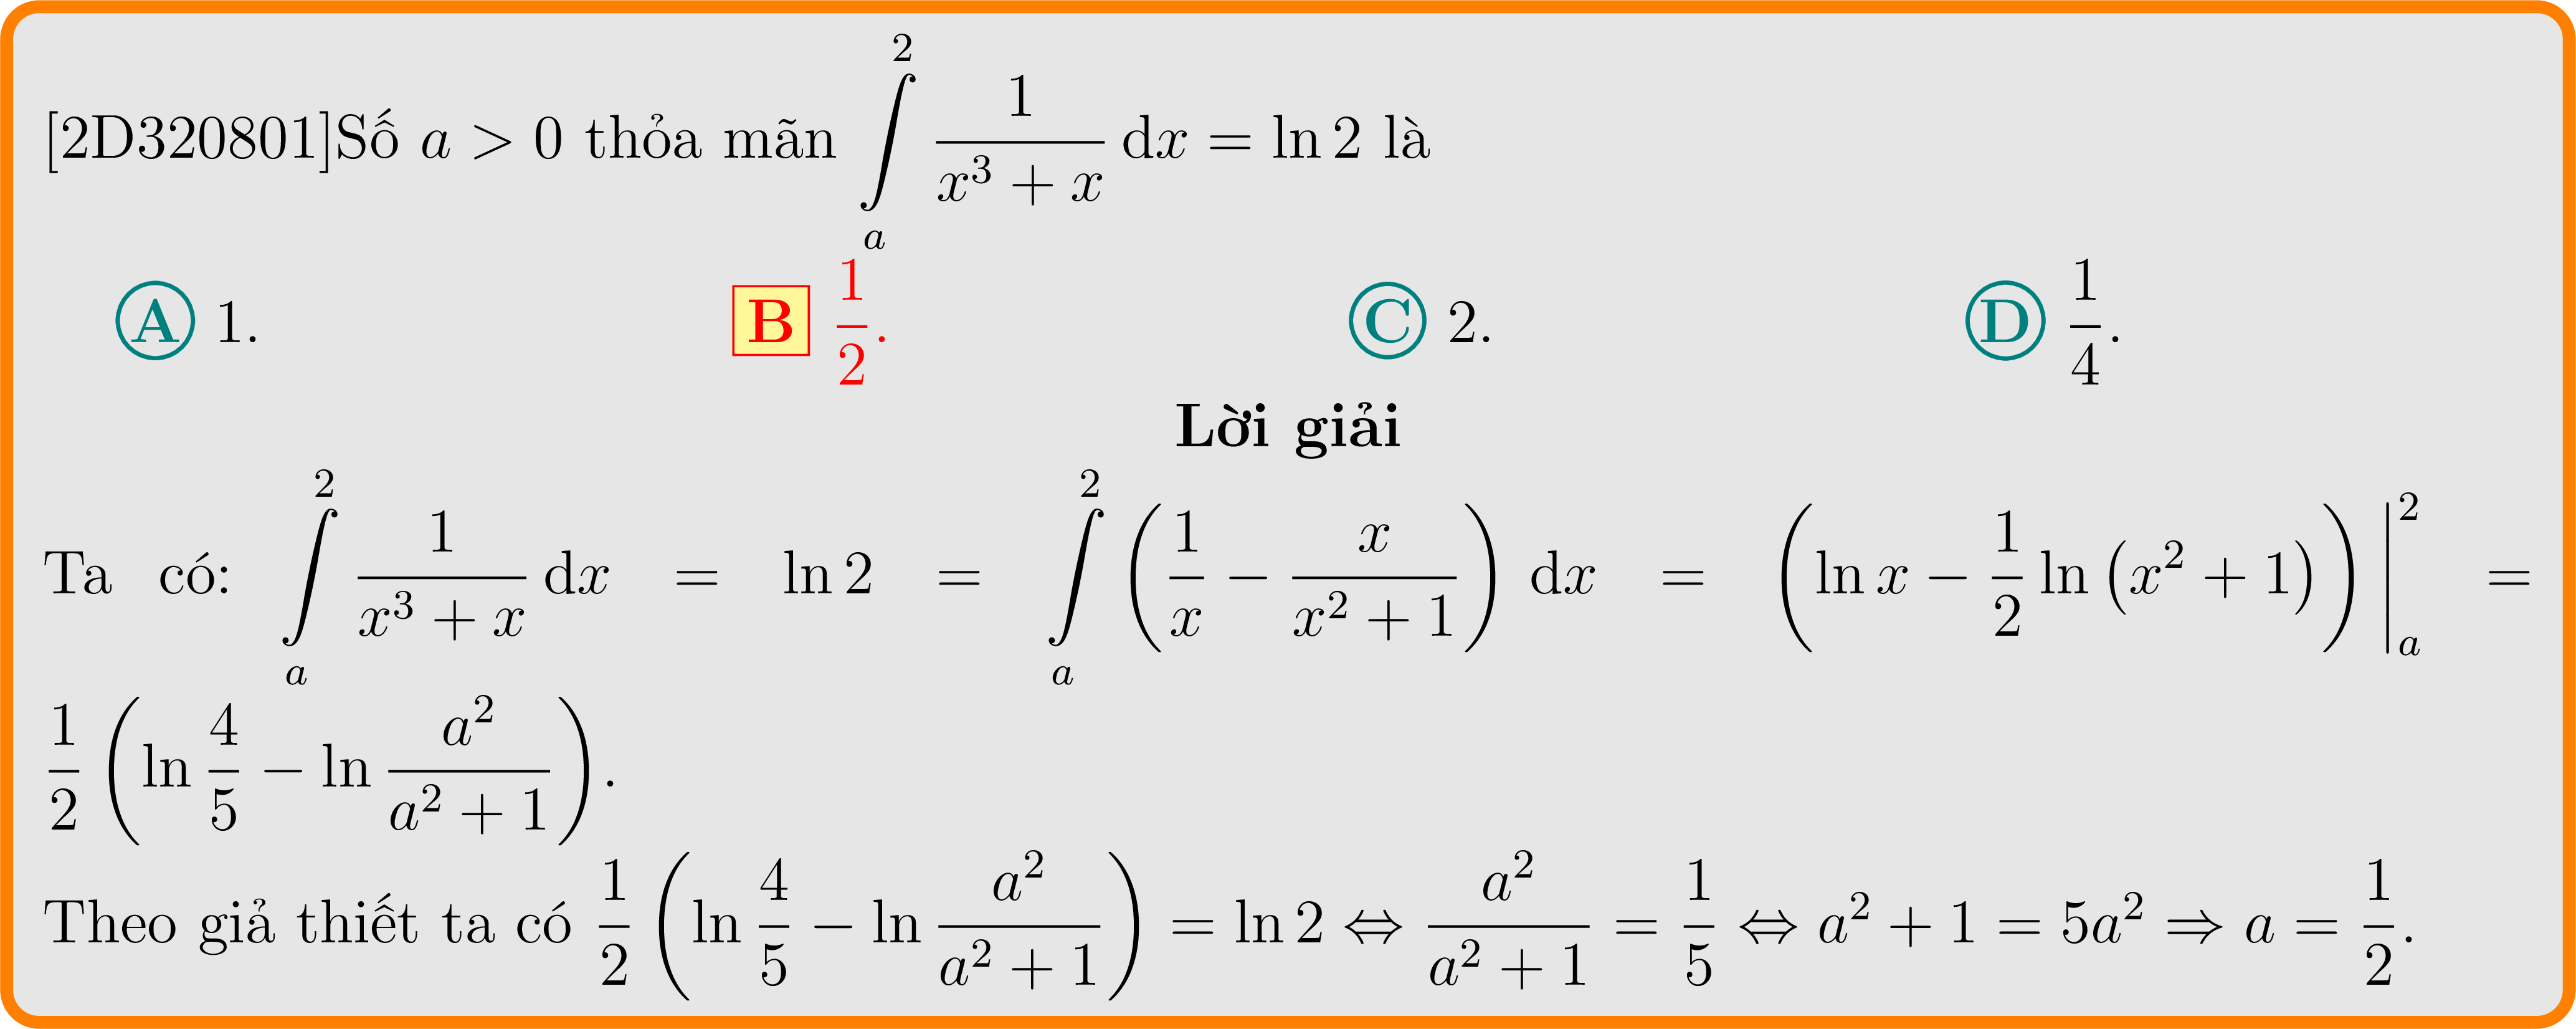 [2D320801]Số $a > 0$ thỏa mãn $\int\limits_a^2 \frac{1}{x^3+x}\,\mathrm{d}x = \ln 2$ là
A 1. B $\frac{1}{2}$. C 2. D $\frac{1}{4}$.
Lời giải
Ta có: $\int\limits_a^2 \frac{1}{x^3+x}\,\mathrm{d}x = \ln 2 = \int\limits_a^2 \left(\frac{1}{x} - \frac{x}{x^2+1}\right)\,\mathrm{d}x = \left(\ln x - \frac{1}{2}\ln\left(x^2+1\right)\right)\Big|_a^2 =$
$\frac{1}{2}\left(\ln\frac{4}{5} - \ln\frac{a^2}{a^2+1}\right).$
Theo giả thiết ta có $\frac{1}{2}\left(\ln\frac{4}{5} - \ln\frac{a^2}{a^2+1}\right) = \ln 2 \Leftrightarrow \frac{a^2}{a^2+1} = \frac{1}{5} \Leftrightarrow a^2+1 = 5a^2 \Rightarrow a = \frac{1}{2}.$